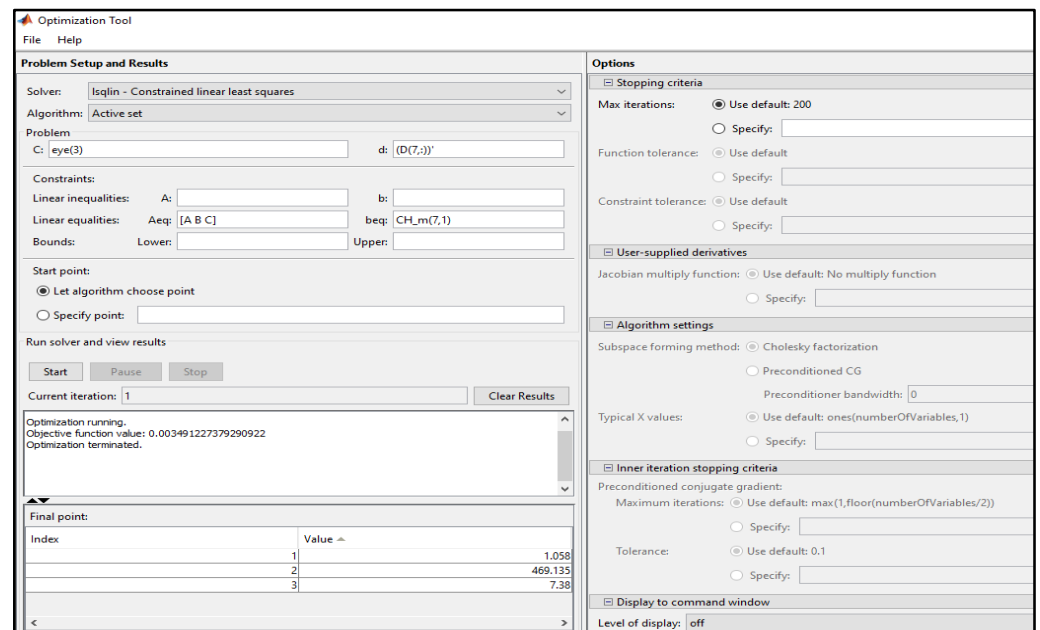 Optimization Tool
File Help
Problem Setup and Results
Solver: lsqlin - Constrained linear least squares
Algorithm: Active set
Problem
C: eye(3) d: (D(7,:))'
Constraints:
Linear inequalities: A: b:
Linear equalities: Aeq: [A B C] beq: CH_m(7,1)
Bounds: Lower: Upper:
Start point:
Let algorithm choose point
Specify point:
Run solver and view results
Start Pause Stop
Current iteration: 1 Clear Results
Optimization running.
Objective function value: 0.003491227379290922
Optimization terminated.
Final point:
Index Value
1 1.058
2 469.135
3 7.38
Options
Stopping criteria
Max iterations: Use default: 200
Specify:
Function tolerance: Use default
Specify:
Constraint tolerance: Use default
Specify:
User-supplied derivatives
Jacobian multiply function: Use default: No multiply function
Specify:
Algorithm settings
Subspace forming method: Cholesky factorization
Preconditioned CG
Preconditioner bandwidth: 0
Typical X values: Use default: ones(numberOfVariables,1)
Specify:
Inner iteration stopping criteria
Preconditioned conjugate gradient:
Maximum iterations: Use default: max(1,floor(numberOfVariables/2))
Specify:
Tolerance: Use default: 0.1
Specify:
Display to command window
Level of display: off